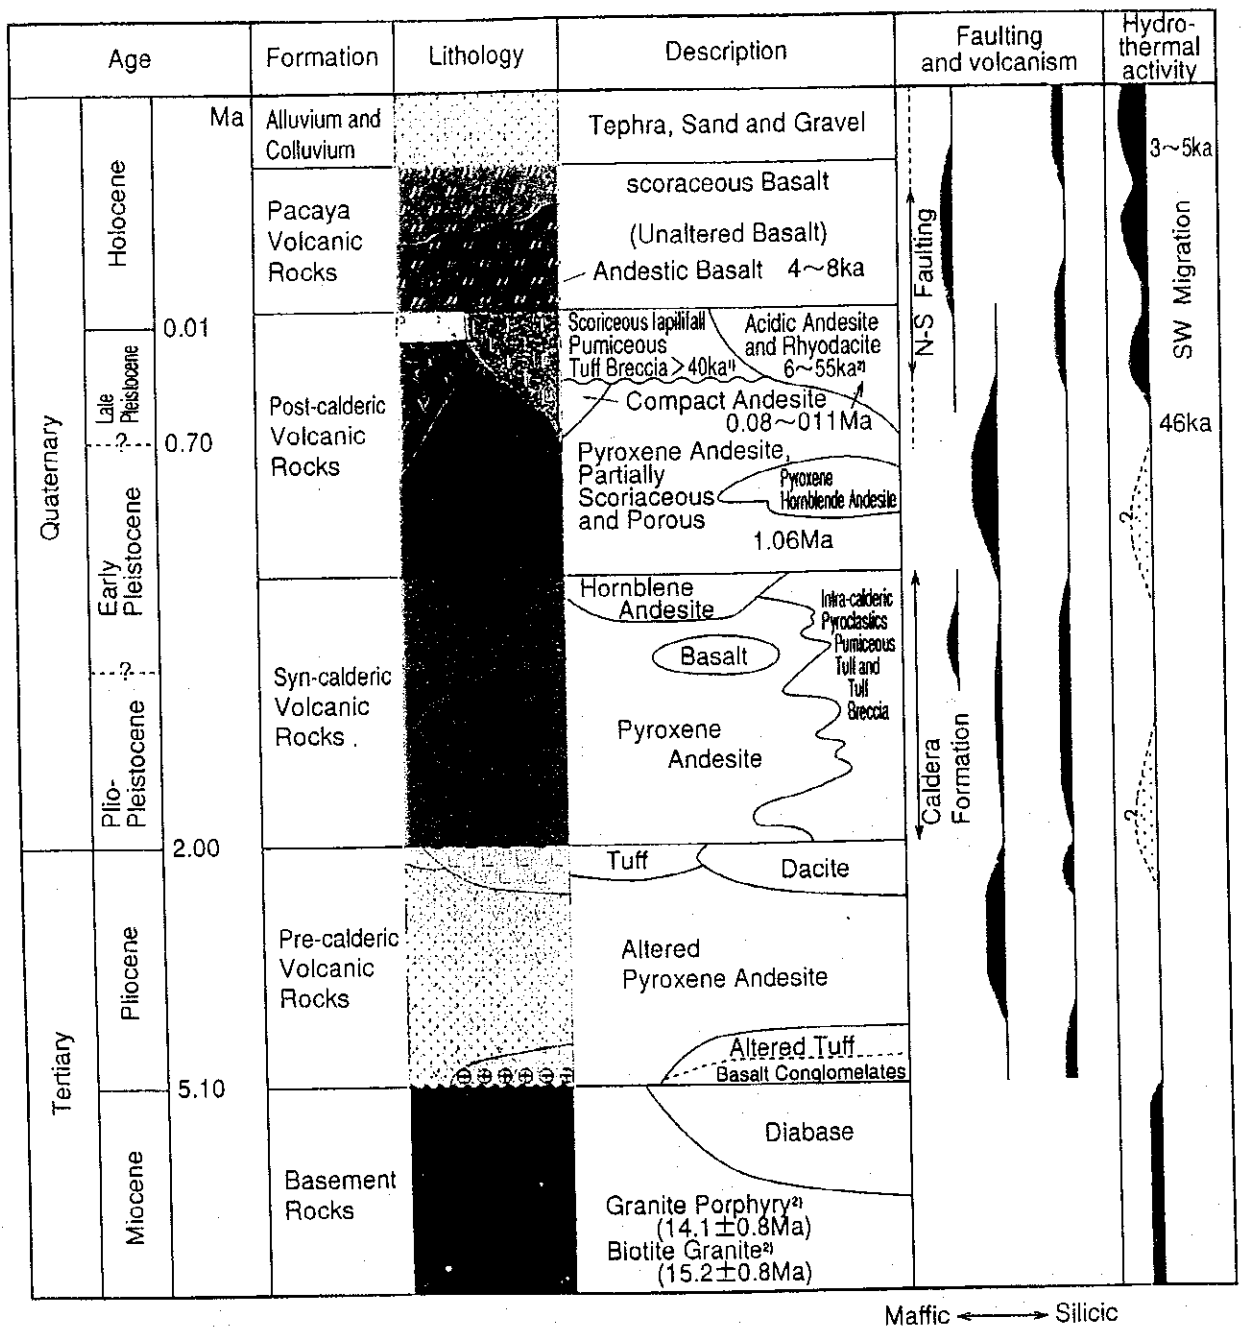 Age
Formation
Lithology
Description
Faulting
and volcanism
Hydro-
thermal
activity
Ma
Quaternary
Tertiary
Holocene
Late
Pleistocene
?
Early
Pleistocene
?
Plio-
Pleistocene
Pliocene
Miocene
0.01
0.70
2.00
5.10
Alluvium and
Colluvium
Pacaya
Volcanic
Rocks
Post-calderic
Volcanic
Rocks
Syn-calderic
Volcanic
Rocks .
Pre-calderic
Volcanic
Rocks
Basement
Rocks
Tephra, Sand and Gravel
scoraceous Basalt
(Unaltered Basalt)
Andestic Basalt 4~8ka
Scoriceous lapilifall
Pumiceous
Tuff Breccia >40ka¹⁾
Acidic Andesite
and Rhyodacite
6~55ka²⁾
Compact Andesite
0.08~011Ma
Pyroxene Andesite,
Partially
Scoriaceous
and Porous
Pyroxene
Hornblende Andesite
1.06Ma
Hornblene
Andesite
Intra-calderic
Pyroclastics
Pumiceous
Tuff and
Tuff
Breccia
Basalt
Pyroxene
Andesite
Tuff
Dacite
Altered
Pyroxene Andesite
Altered Tuff
Basalt Conglomelates
Diabase
Granite Porphyry²⁾
(14.1±0.8Ma)
Biotite Granite²⁾
(15.2±0.8Ma)
N-S Faulting
Caldera
Formation
3~5ka
SW Migration
46ka
?
?
Maffic ↔ Silicic